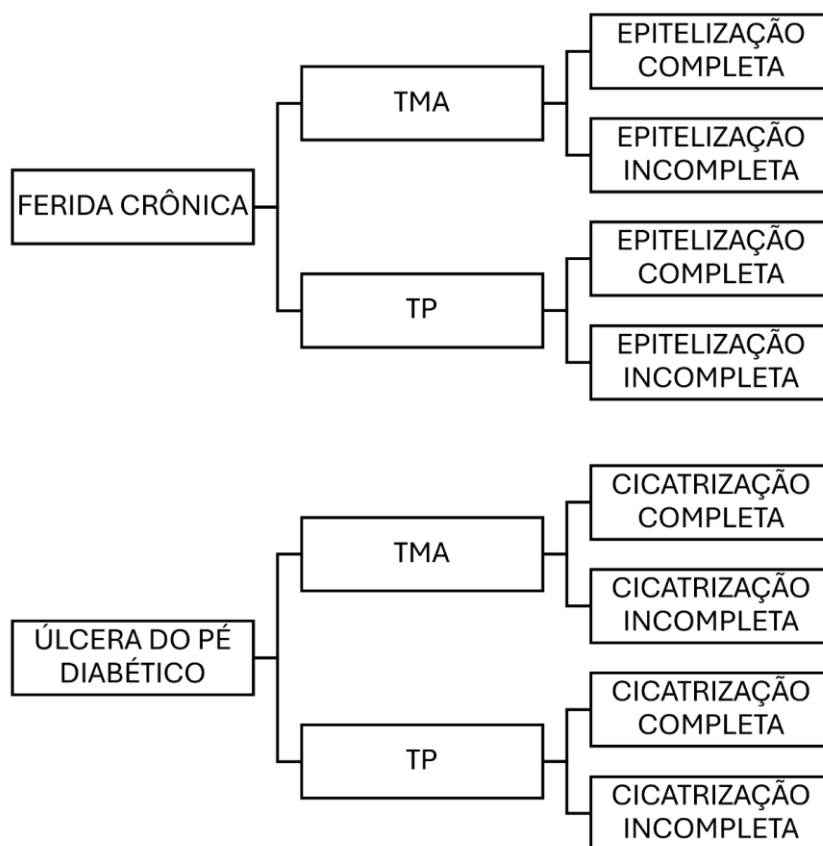 FERIDA CRÔNICA
TMA
EPITELIZAÇÃO
COMPLETA
EPITELIZAÇÃO
INCOMPLETA
TP
EPITELIZAÇÃO
COMPLETA
EPITELIZAÇÃO
INCOMPLETA
ÚLCERA DO PÉ
DIABÉTICO
TMA
CICATRIZAÇÃO
COMPLETA
CICATRIZAÇÃO
INCOMPLETA
TP
CICATRIZAÇÃO
COMPLETA
CICATRIZAÇÃO
INCOMPLETA